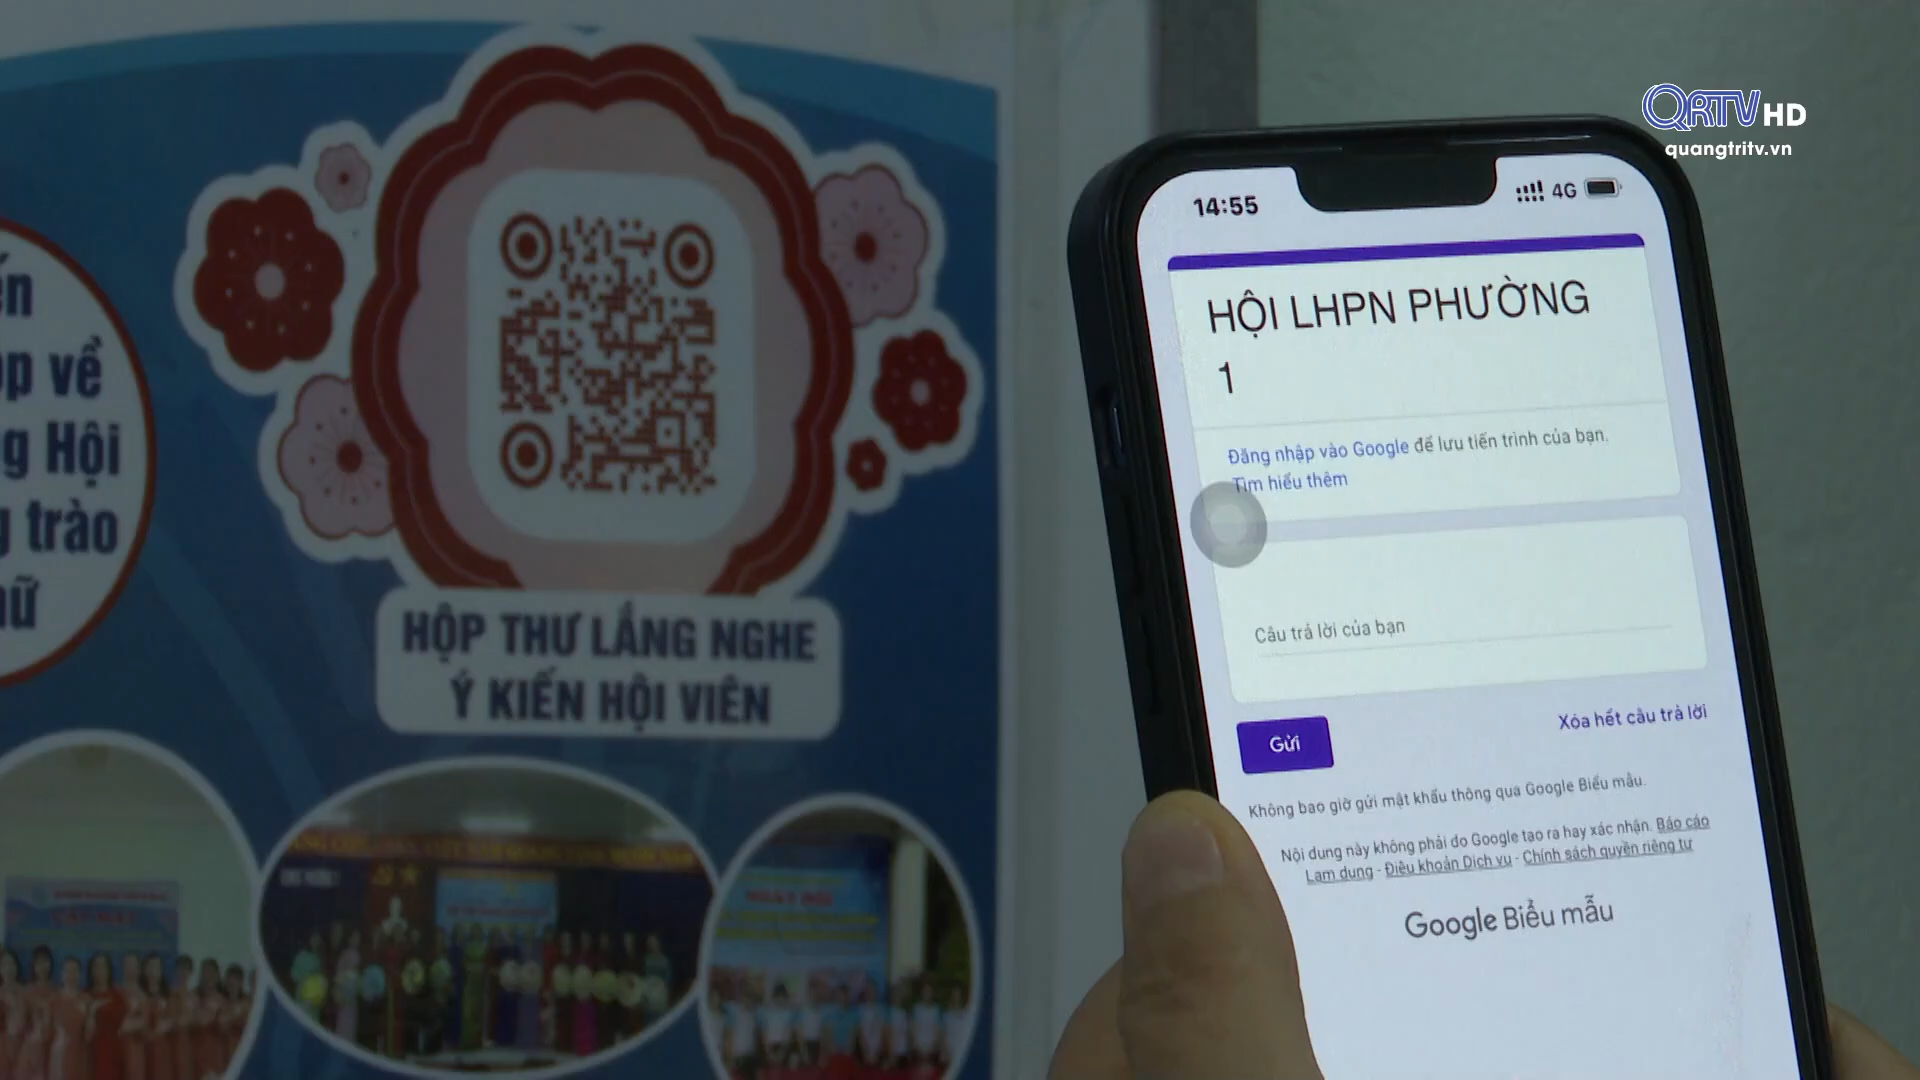 QRTV HD
quangtritv.vn
ến
óp về
g Hội
g trào
nữ
HỘP THƯ LẮNG NGHE
Ý KIẾN HỘI VIÊN
14:55
4G
HỘI LHPN PHƯỜNG
1
Đăng nhập vào Google để lưu tiến trình của bạn.
Tìm hiểu thêm
Câu trả lời của bạn
Gửi
Xóa hết câu trả lời
Không bao giờ gửi mật khẩu thông qua Google Biểu mẫu.
Nội dung này không phải do Google tạo ra hay xác nhận. Báo cáo
Lạm dụng - Điều khoản Dịch vụ - Chính sách quyền riêng tư
Google Biểu mẫu